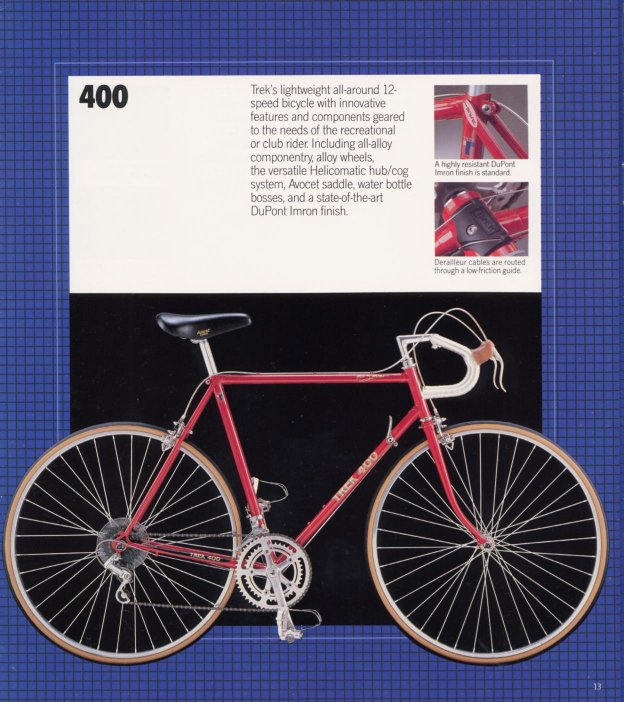 400
Trek's lightweight all-around 12-
speed bicycle with innovative
features and components geared
to the needs of the recreational
or club rider. Including all-alloy
componentry, alloy wheels,
the versatile Helicomatic hub/cog
system, Avocet saddle, water bottle
bosses, and a state-of-the-art
DuPont Imron finish.
A highly resistant DuPont
Imron finish is standard.
Derailleur cables are routed
through a low-friction guide.
Avocet
TREK 400
TREK 400
13